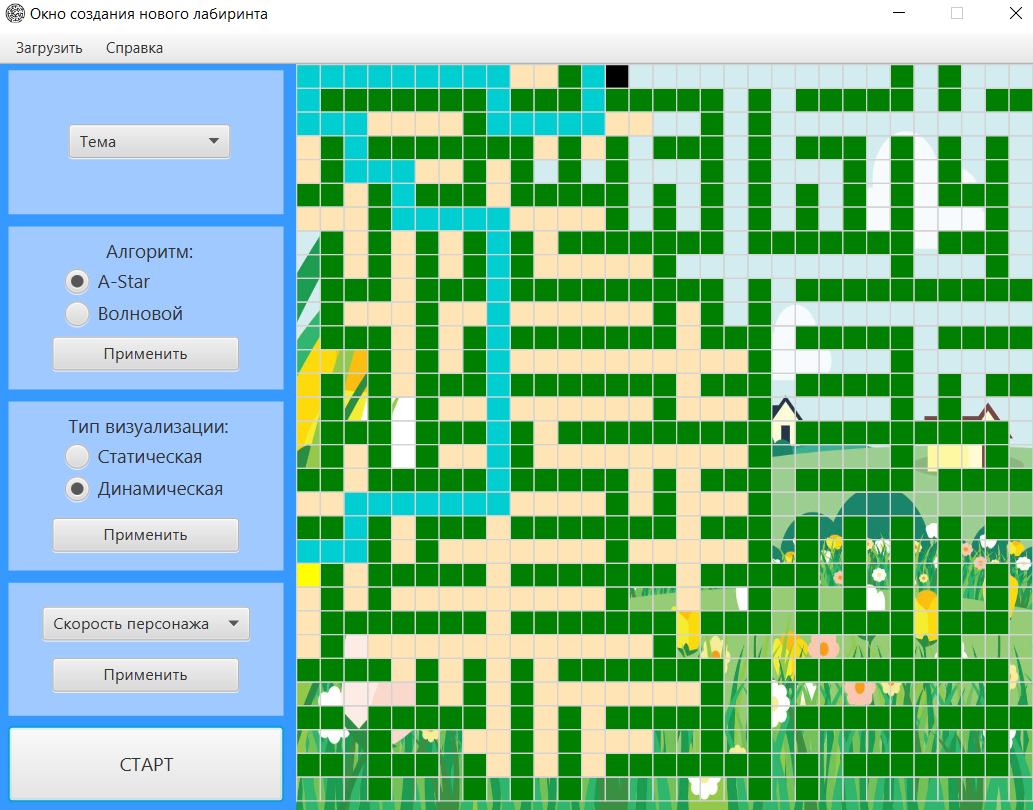 Окно создания нового лабиринта
Загрузить Справка
Тема
Алгоритм:
A-Star
Волновой
Применить
Тип визуализации:
Статическая
Динамическая
Применить
Скорость персонажа
Применить
СТАРТ